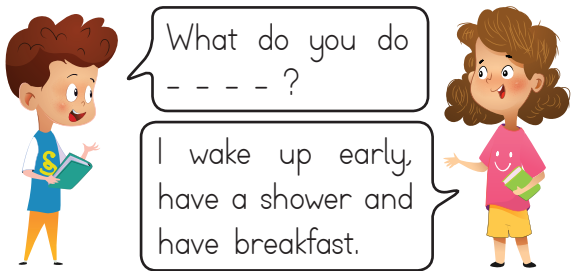 What do you do
_ _ _ _ ?
I wake up early,
have a shower and
have breakfast.